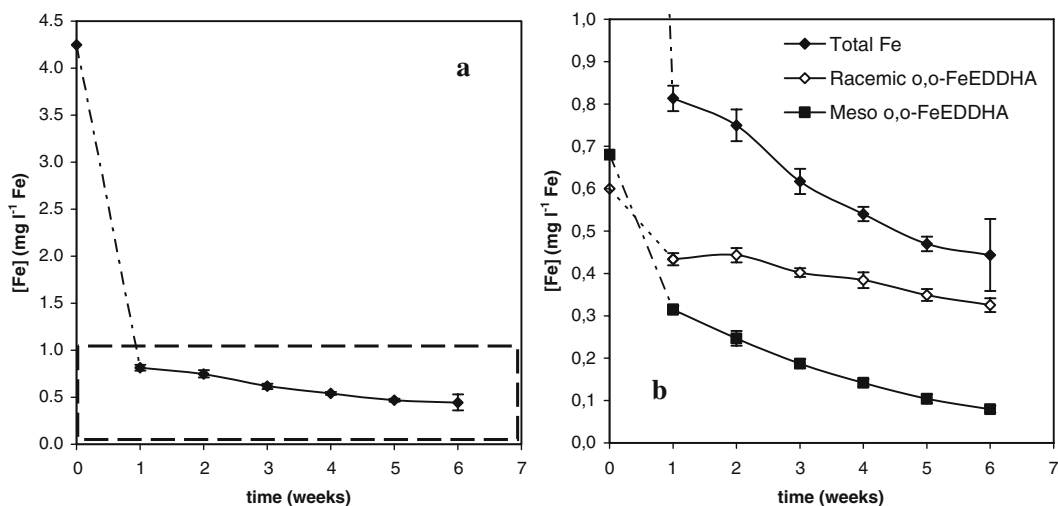 4.5
4.0
3.5
3.0
2.5
2.0
1.5
1.0
0.5
0.0
[Fe] (mg l⁻¹ Fe)
a
0 1 2 3 4 5 6 7
time (weeks)
1,0
0,9
0,8
0,7
0,6
0,5
0,4
0,3
0,2
0,1
0,0
[Fe] (mg l⁻¹ Fe)
Total Fe
Racemic o,o-FeEDDHA
Meso o,o-FeEDDHA
b
0 1 2 3 4 5 6 7
time (weeks)